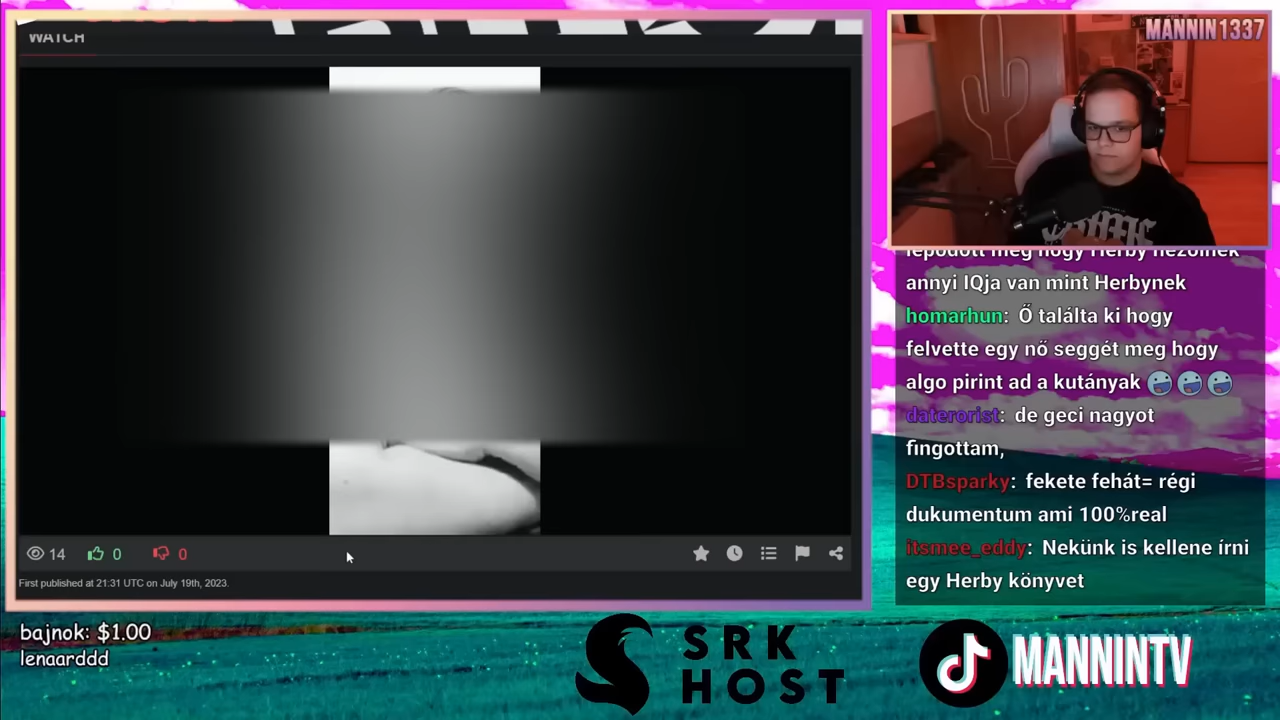 WATCH
MANNIN1337
lepődött meg hogy Herby nézőinek
annyi IQja van mint Herbynek
homarhun: Ő találta ki hogy
felvette egy nő seggét meg hogy
algo pirint ad a kutányak
daterorist: de geci nagyot
fingottam,
DTBsparky: fekete fehát= régi
dukumentum ami 100%real
itsmee_eddy: Nekünk is kellene írni
egy Herby könyvet
14
0
0
First published at 21:31 UTC on July 19th, 2023.
bajnok: $1.00
lenaarddd
SRK
HOST
MANNINTV